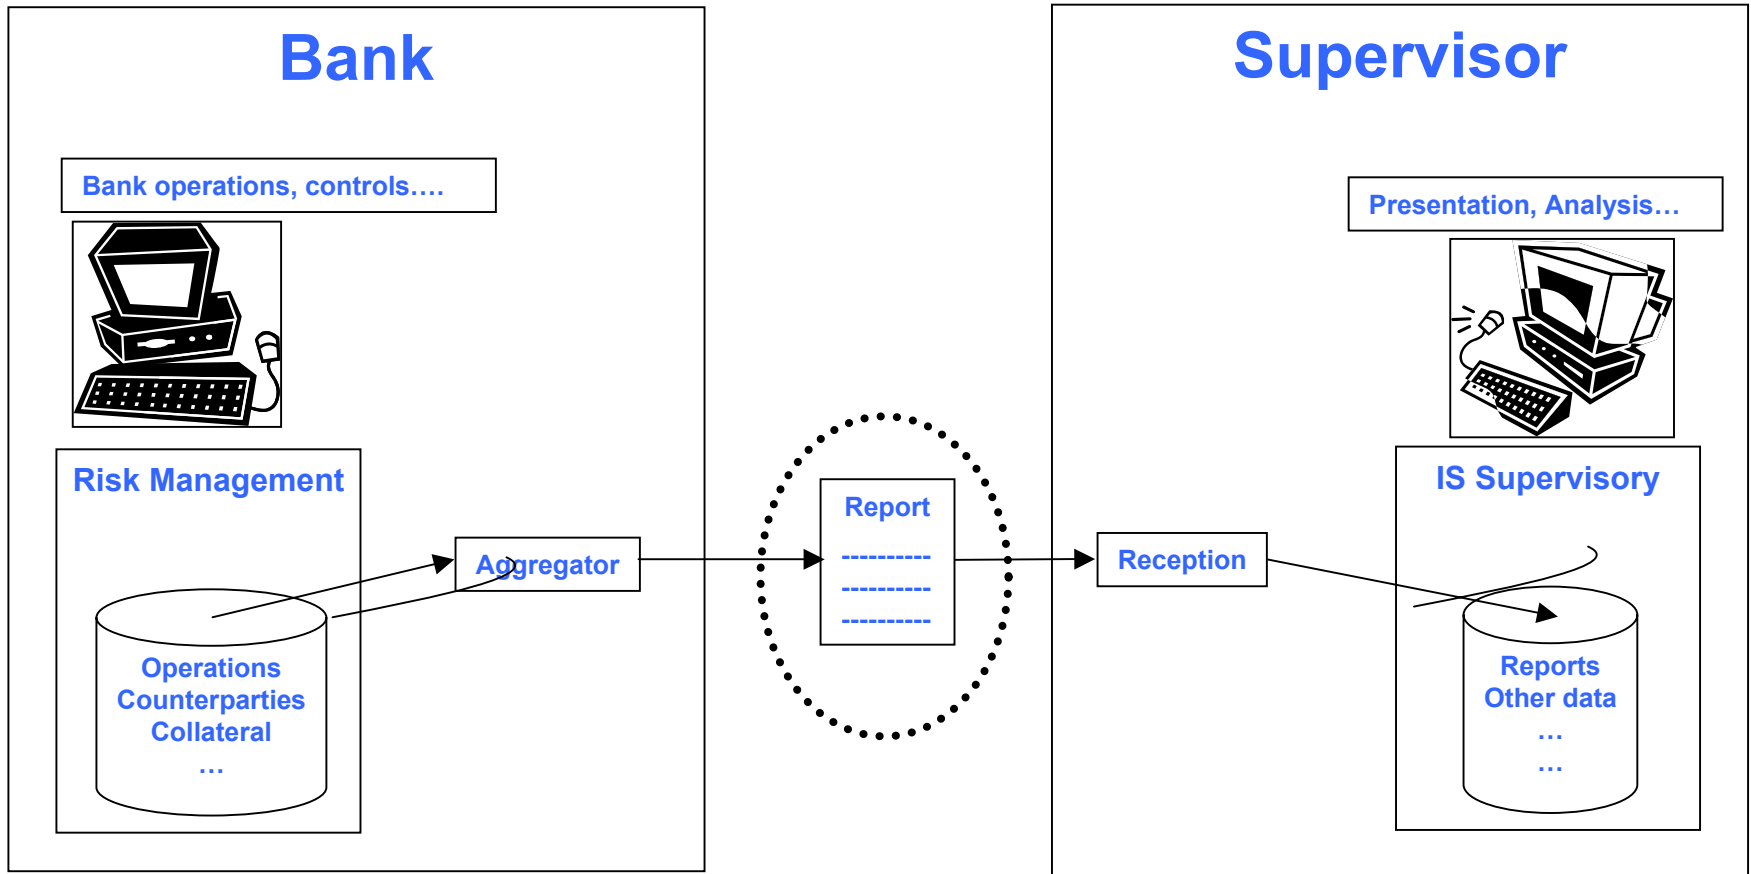 Bank
Bank operations, controls….
Risk Management
Aggregator
Operations
Counterparties
Collateral
…
Report
----------
----------
----------
Supervisor
Presentation, Analysis…
IS Supervisory
Reception
Reports
Other data
…
…